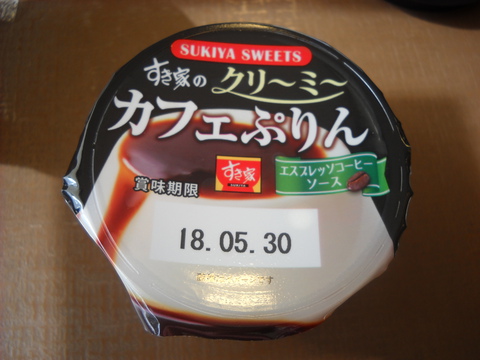 SUKIYA SWEETS
すき家の クリ〜ミ〜
カフェぷりん
すき家
SUKIYA
エスプレッソコーヒー
ソース
賞味期限
18.05.30